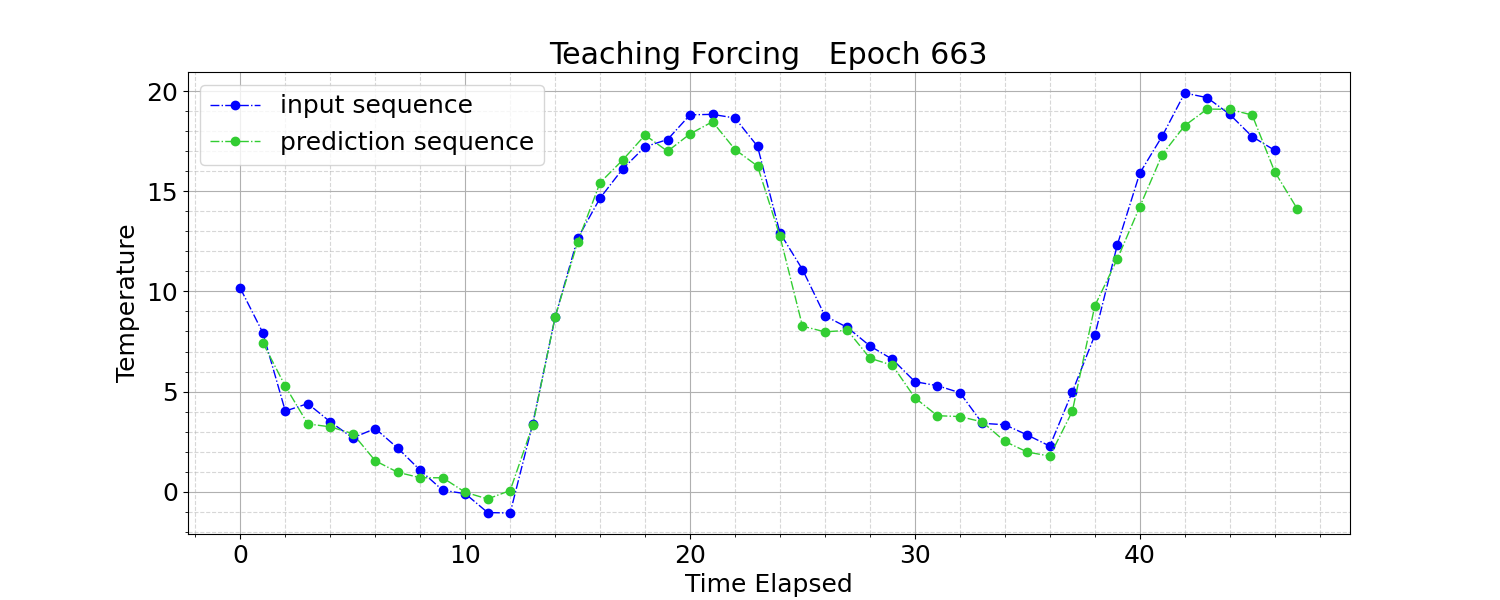 Teaching Forcing   Epoch 663
input sequence
prediction sequence
20
15
10
5
0
Temperature
0 10 20 30 40
Time Elapsed